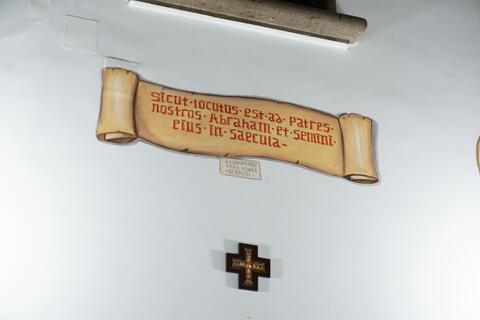 Sicut·locutus·est·ad·Patres·
nostros·Abraham·et·Semini·
eius·in·saecula-